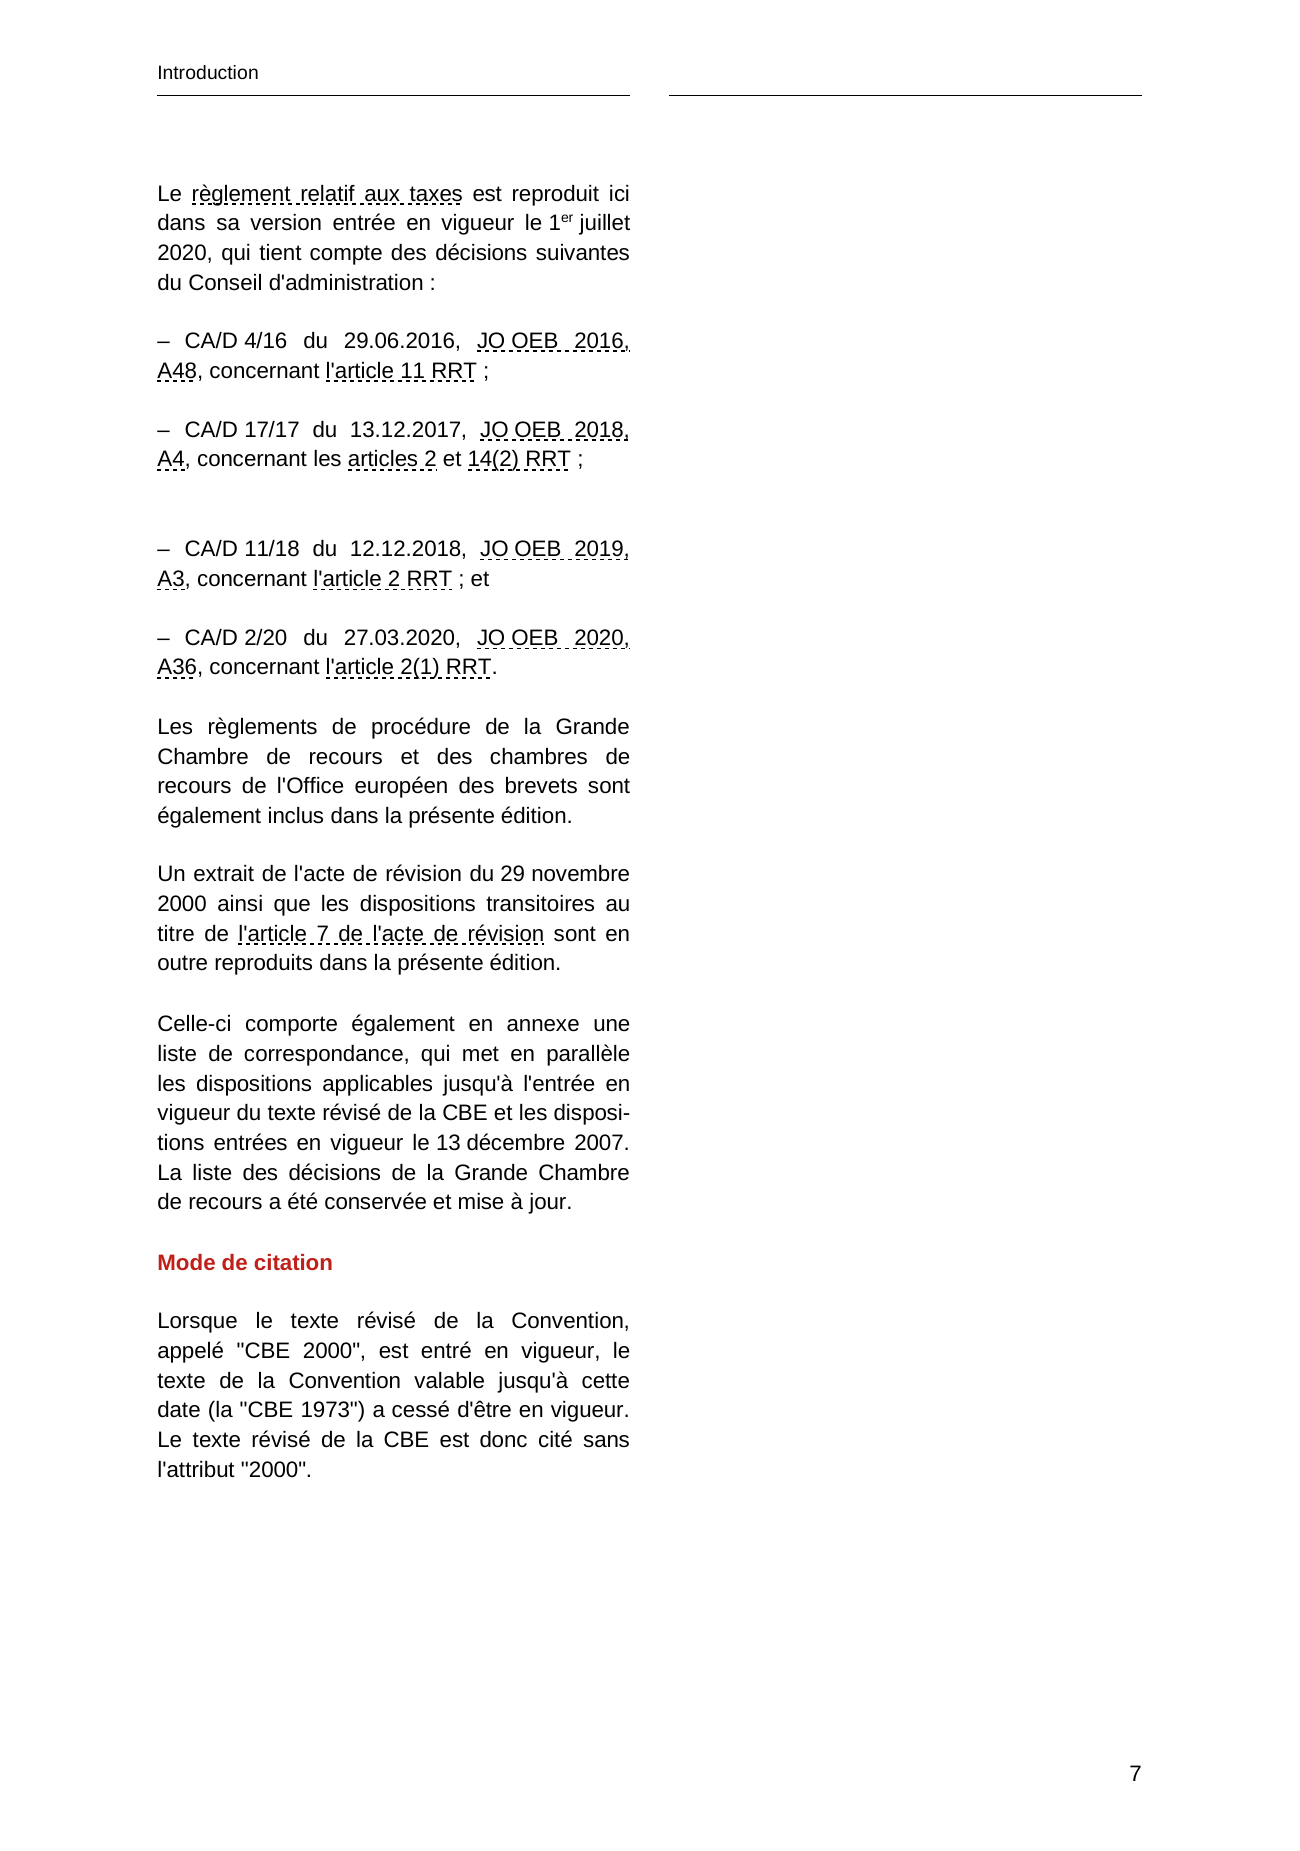 Introduction
Le règlement relatif aux taxes est reproduit ici
dans sa version entrée en vigueur le 1er juillet
2020, qui tient compte des décisions suivantes
du Conseil d'administration :
– CA/D 4/16 du 29.06.2016, JO OEB 2016,
A48, concernant l'article 11 RRT ;
– CA/D 17/17 du 13.12.2017, JO OEB 2018,
A4, concernant les articles 2 et 14(2) RRT ;
– CA/D 11/18 du 12.12.2018, JO OEB 2019,
A3, concernant l'article 2 RRT ; et
– CA/D 2/20 du 27.03.2020, JO OEB 2020,
A36, concernant l'article 2(1) RRT.
Les règlements de procédure de la Grande
Chambre de recours et des chambres de
recours de l'Office européen des brevets sont
également inclus dans la présente édition.
Un extrait de l'acte de révision du 29 novembre
2000 ainsi que les dispositions transitoires au
titre de l'article 7 de l'acte de révision sont en
outre reproduits dans la présente édition.
Celle-ci comporte également en annexe une
liste de correspondance, qui met en parallèle
les dispositions applicables jusqu'à l'entrée en
vigueur du texte révisé de la CBE et les disposi-
tions entrées en vigueur le 13 décembre 2007.
La liste des décisions de la Grande Chambre
de recours a été conservée et mise à jour.
Mode de citation
Lorsque le texte révisé de la Convention,
appelé "CBE 2000", est entré en vigueur, le
texte de la Convention valable jusqu'à cette
date (la "CBE 1973") a cessé d'être en vigueur.
Le texte révisé de la CBE est donc cité sans
l'attribut "2000".
7